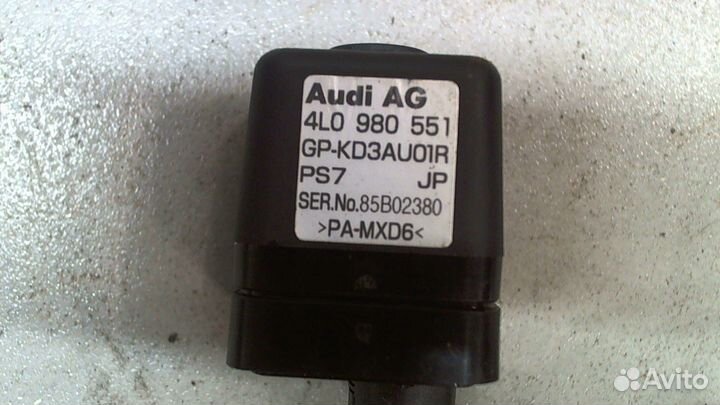 Audi AG
4L0 980 551
GP-KD3AU01R
PS7 JP
SER.No.85B02380
>PA-MXD6<
Avito